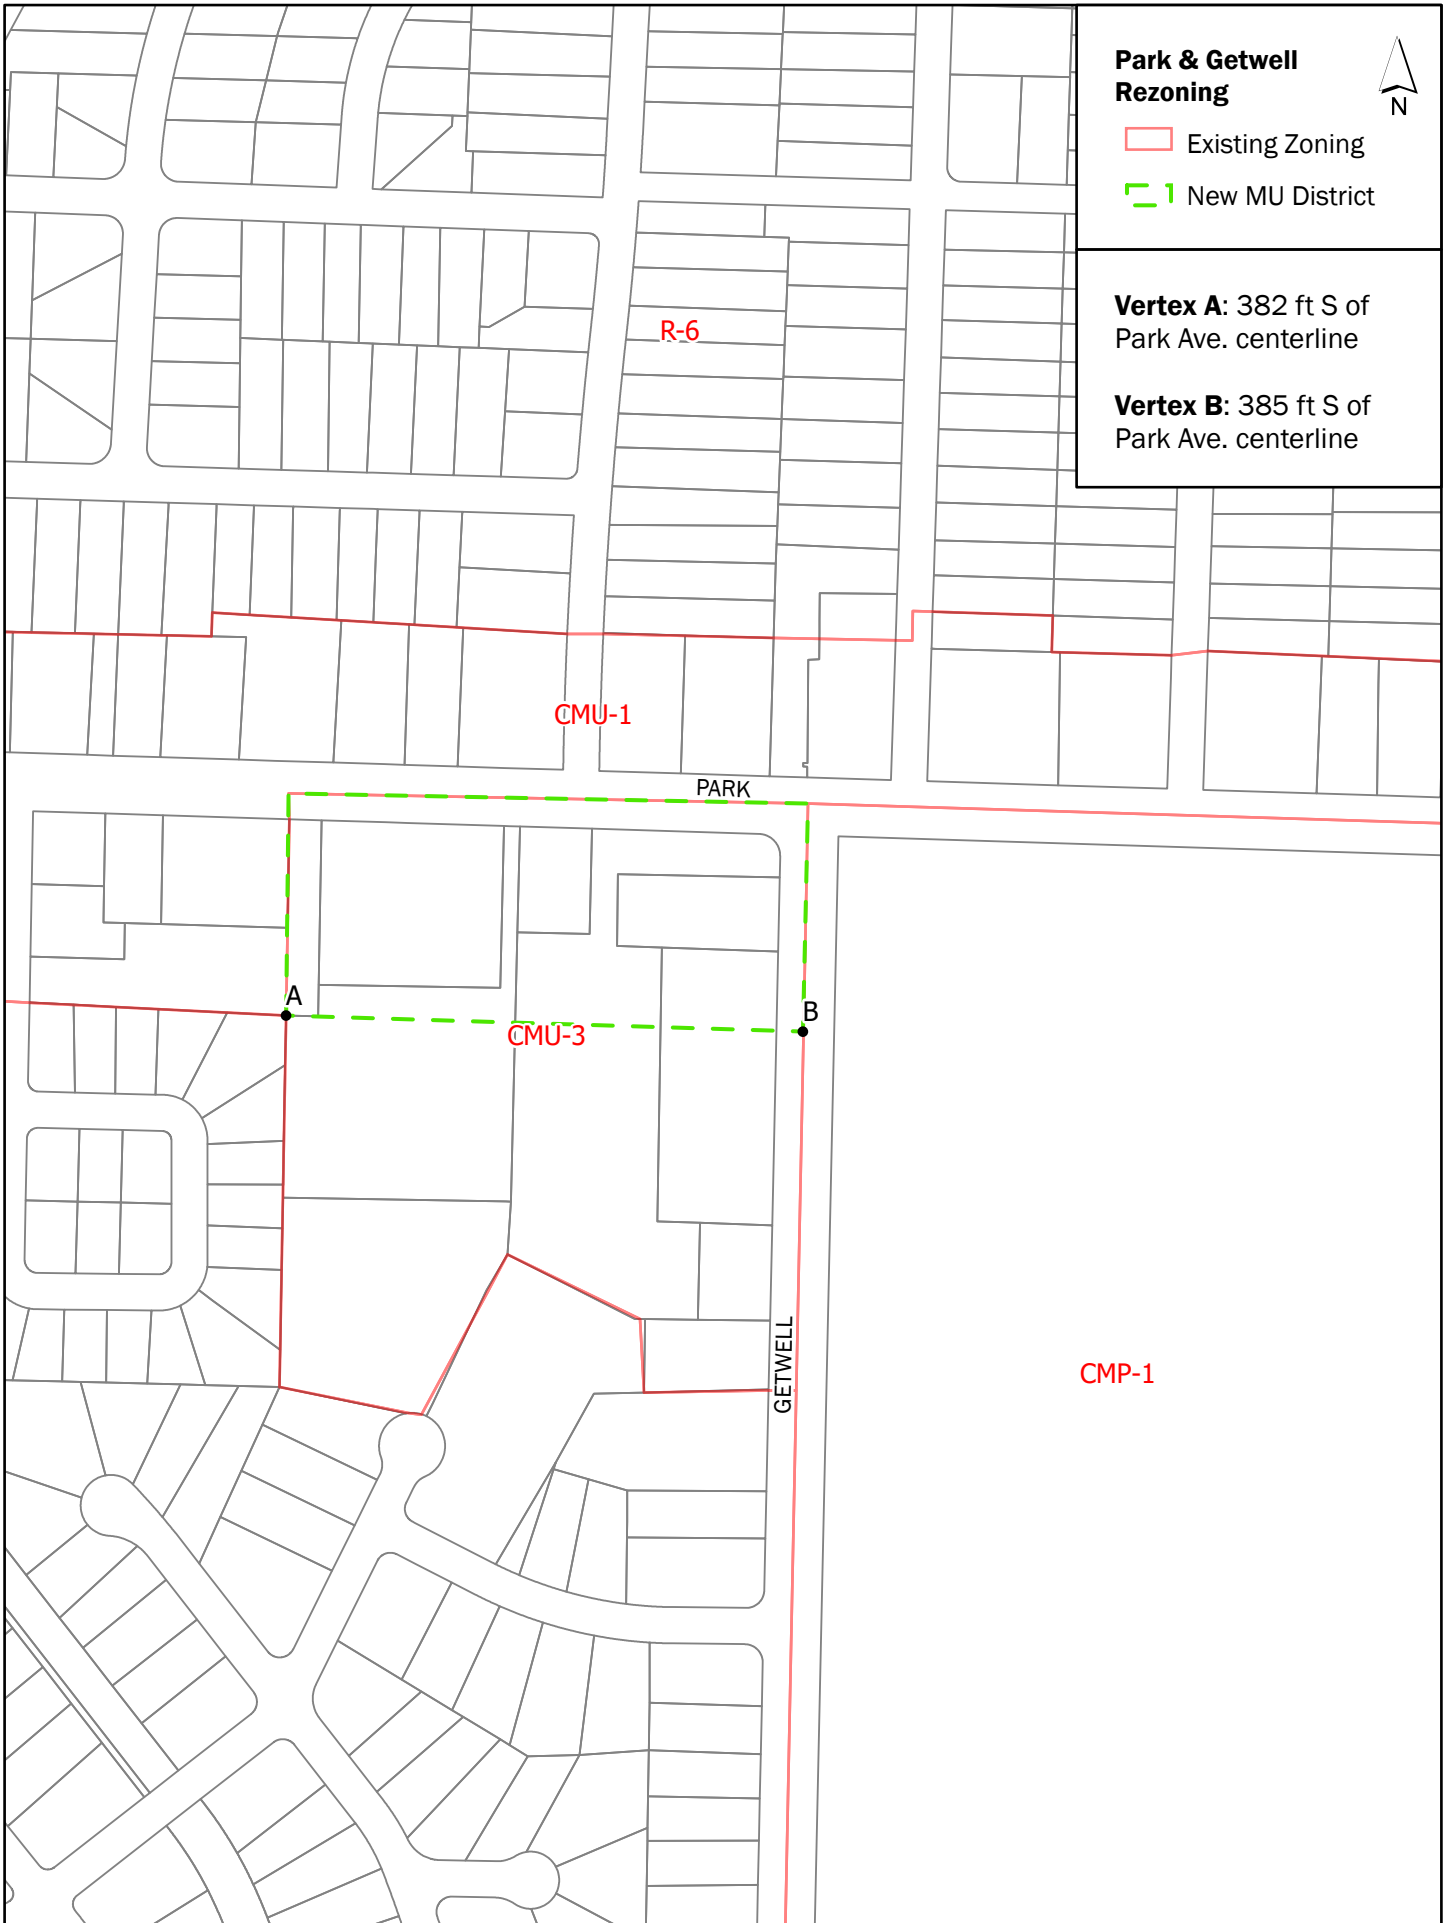 Park & Getwell
Rezoning
N
Existing Zoning
New MU District
Vertex A: 382 ft S of
Park Ave. centerline
Vertex B: 385 ft S of
Park Ave. centerline
R-6
CMU-1
PARK
A
B
CMU-3
GETWELL
CMP-1